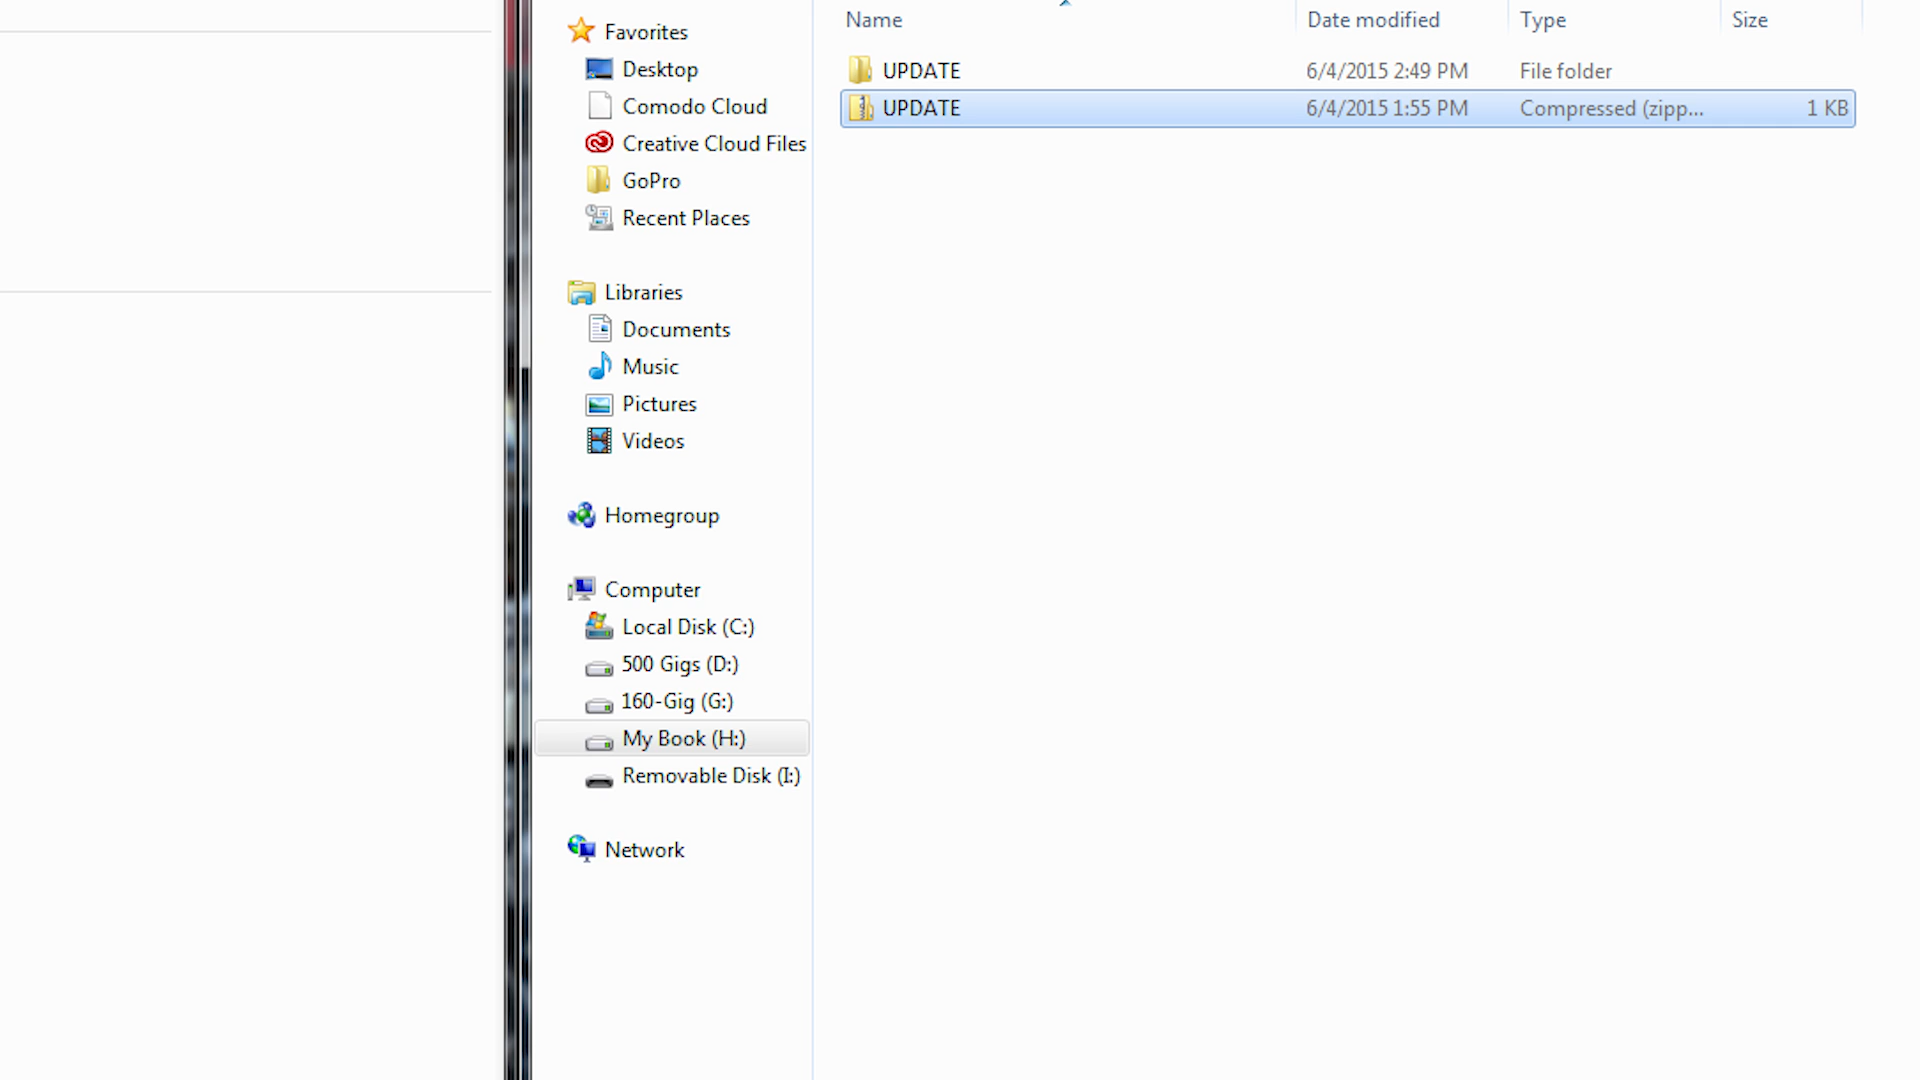 Favorites
Desktop
Comodo Cloud
Creative Cloud Files
GoPro
Recent Places
Libraries
Documents
Music
Pictures
Videos
Homegroup
Computer
Local Disk (C:)
500 Gigs (D:)
160-Gig (G:)
My Book (H:)
Removable Disk (I:)
Network
Name Date modified Type Size
UPDATE 6/4/2015 2:49 PM File folder
UPDATE 6/4/2015 1:55 PM Compressed (zipp... 1 KB